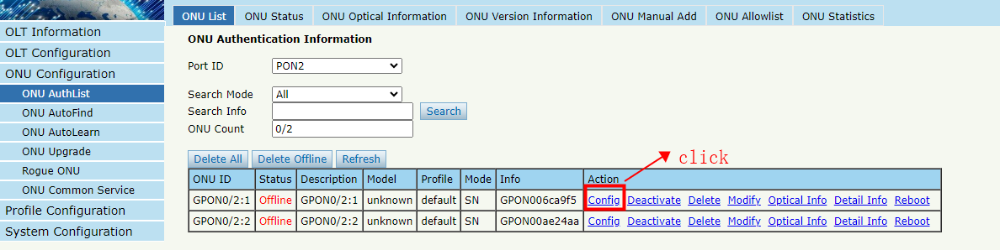 ONU List ONU Status ONU Optical Information ONU Version Information ONU Manual Add ONU Allowlist ONU Statistics
OLT Information
OLT Configuration
ONU Configuration
ONU AuthList
ONU AutoFind
ONU AutoLearn
ONU Upgrade
Rogue ONU
ONU Common Service
Profile Configuration
System Configuration
ONU Authentication Information
Port ID PON2
Search Mode All
Search Info Search
ONU Count 0/2
Delete All Delete Offline Refresh
click
ONU ID Status Description Model Profile Mode Info Action
GPON0/2:1 Offline GPON0/2:1 unknown default SN GPON006ca9f5 Config Deactivate Delete Modify Optical Info Detail Info Reboot
GPON0/2:2 Offline GPON0/2:2 unknown default SN GPON00ae24aa Config Deactivate Delete Modify Optical Info Detail Info Reboot